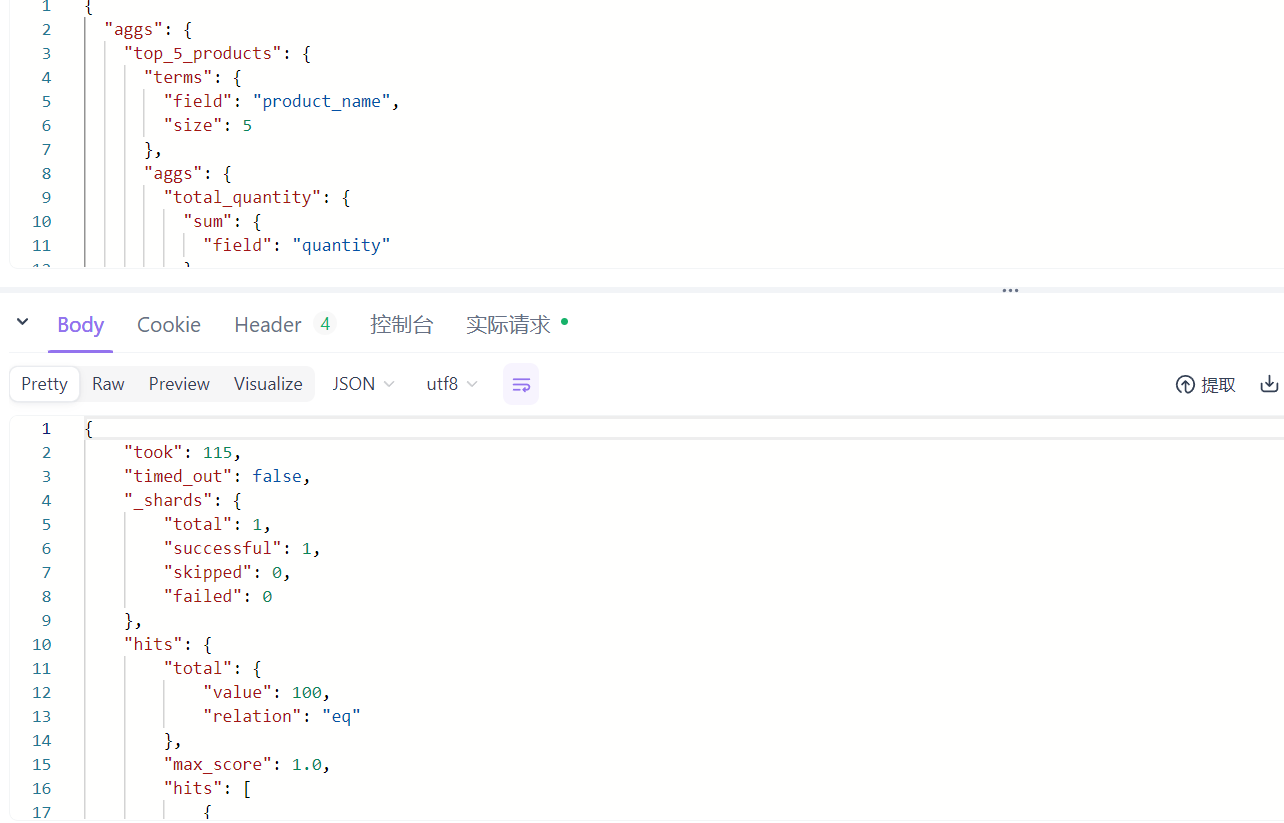 1 {
2 "aggs": {
3 "top_5_products": {
4 "terms": {
5 "field": "product_name",
6 "size": 5
7 },
8 "aggs": {
9 "total_quantity": {
10 "sum": {
11 "field": "quantity"
Body Cookie Header 4 控制台 实际请求
Pretty Raw Preview Visualize JSON utf8 提取
1 {
2 "took": 115,
3 "timed_out": false,
4 "_shards": {
5 "total": 1,
6 "successful": 1,
7 "skipped": 0,
8 "failed": 0
9 },
10 "hits": {
11 "total": {
12 "value": 100,
13 "relation": "eq"
14 },
15 "max_score": 1.0,
16 "hits": [
17 {